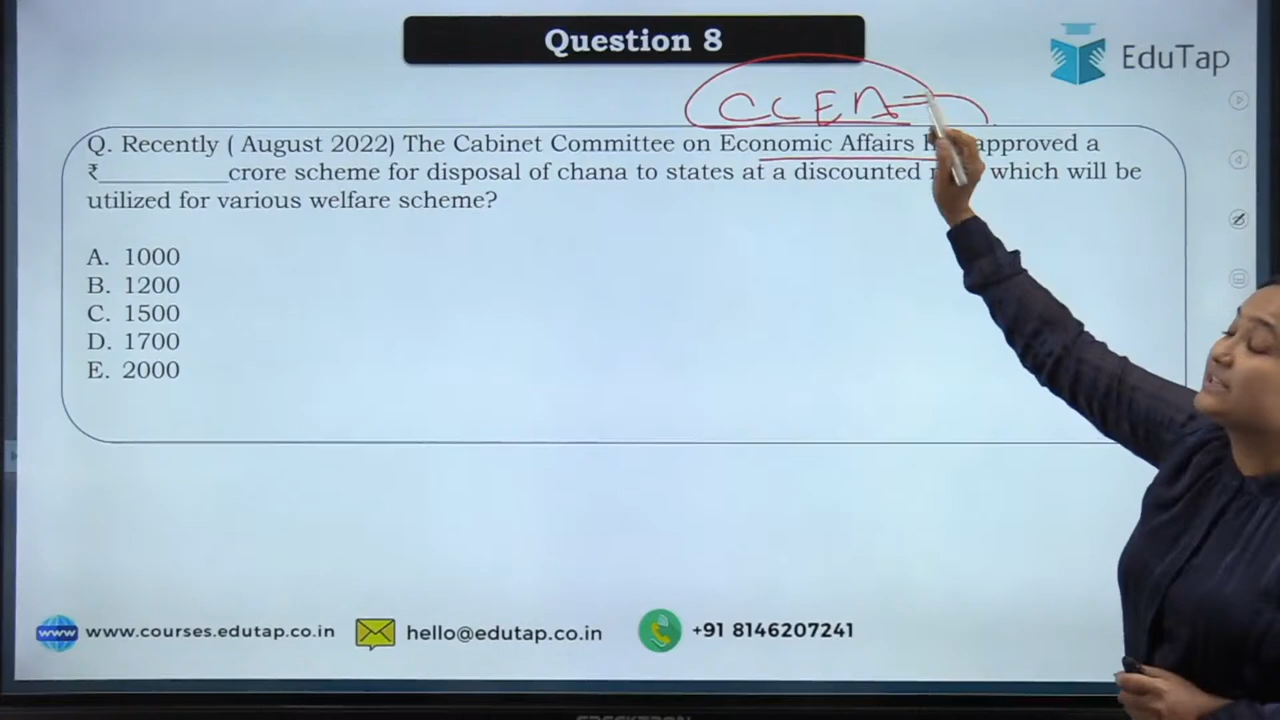 Question 8
EduTap
CCEA
Q. Recently ( August 2022) The Cabinet Committee on Economic Affairs approved a
₹___________crore scheme for disposal of chana to states at a discounted which will be
utilized for various welfare scheme?
A. 1000
B. 1200
C. 1500
D. 1700
E. 2000
www www.courses.edutap.co.in hello@edutap.co.in +91 8146207241